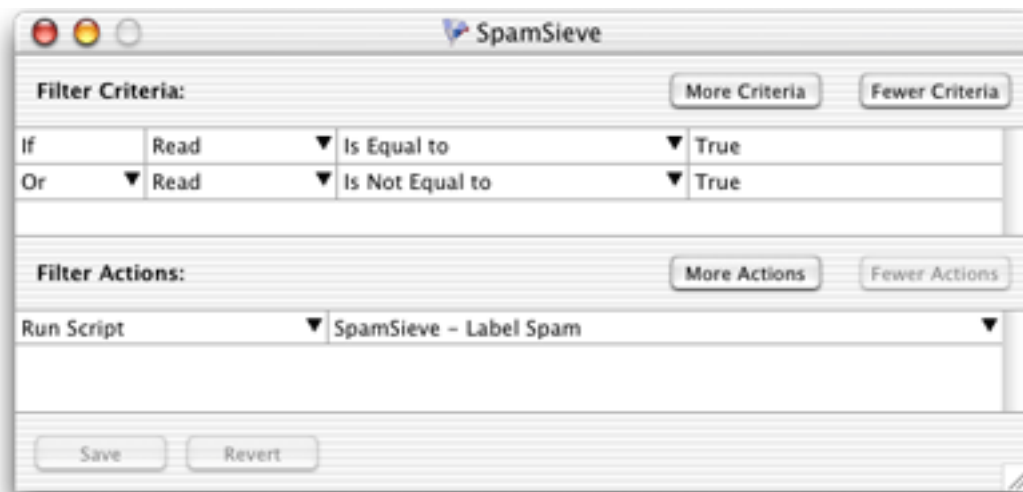 SpamSieve
Filter Criteria: More Criteria Fewer Criteria
If Read Is Equal to True
Or Read Is Not Equal to True
Filter Actions: More Actions Fewer Actions
Run Script SpamSieve – Label Spam
Save Revert